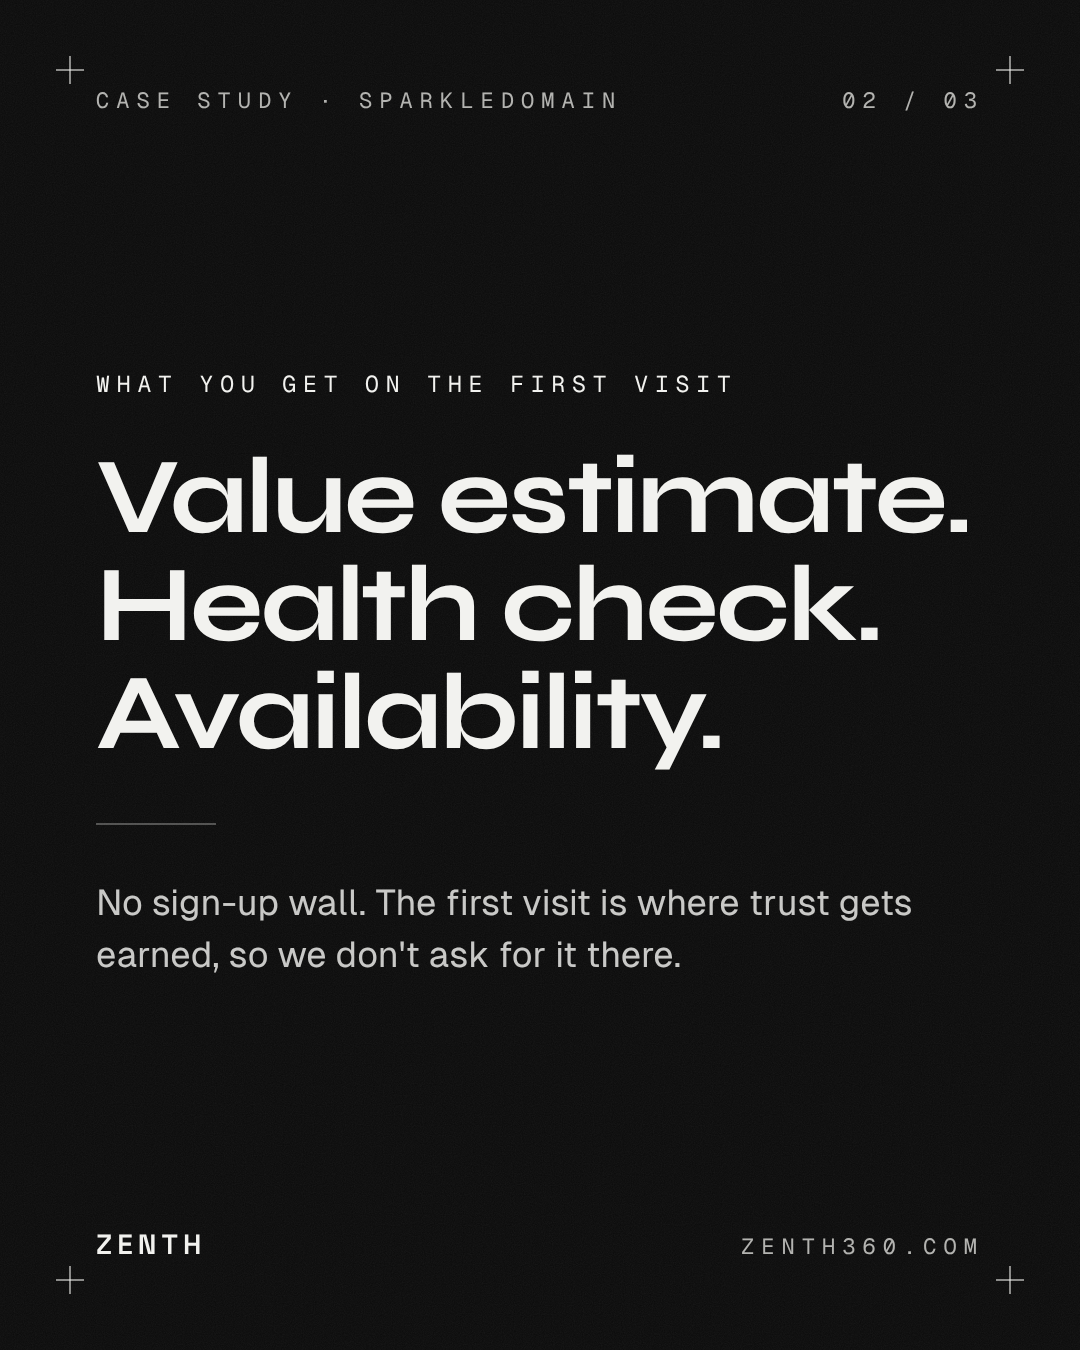 CASE STUDY · SPARKLEDOMAIN
02 / 03
WHAT YOU GET ON THE FIRST VISIT
Value estimate.
Health check.
Availability.
No sign-up wall. The first visit is where trust gets
earned, so we don't ask for it there.
ZENTH
ZENTH360.COM